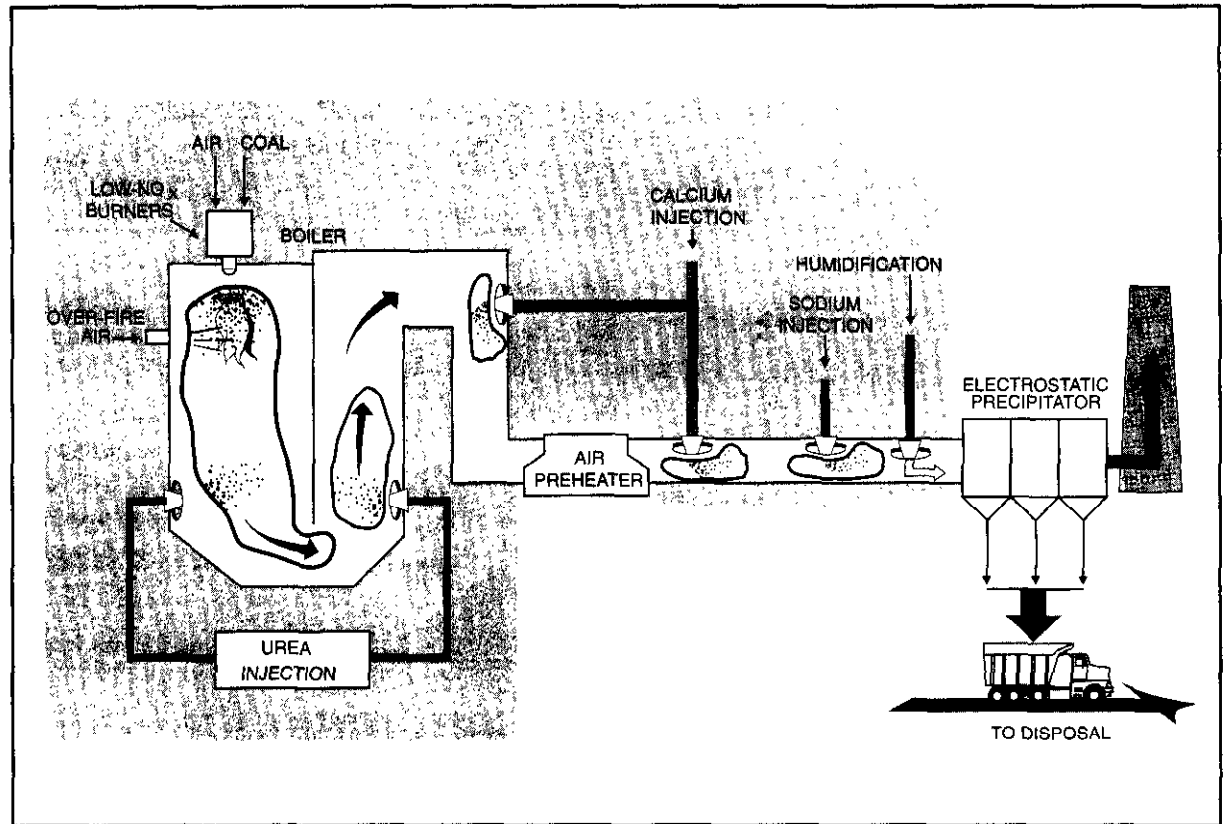 AIR COAL
LOW-NOx
BURNERS
BOILER
OVER-FIRE
AIR
CALCIUM
INJECTION
HUMIDIFICATION
SODIUM
INJECTION
ELECTROSTATIC
PRECIPITATOR
AIR
PREHEATER
UREA
INJECTION
TO DISPOSAL